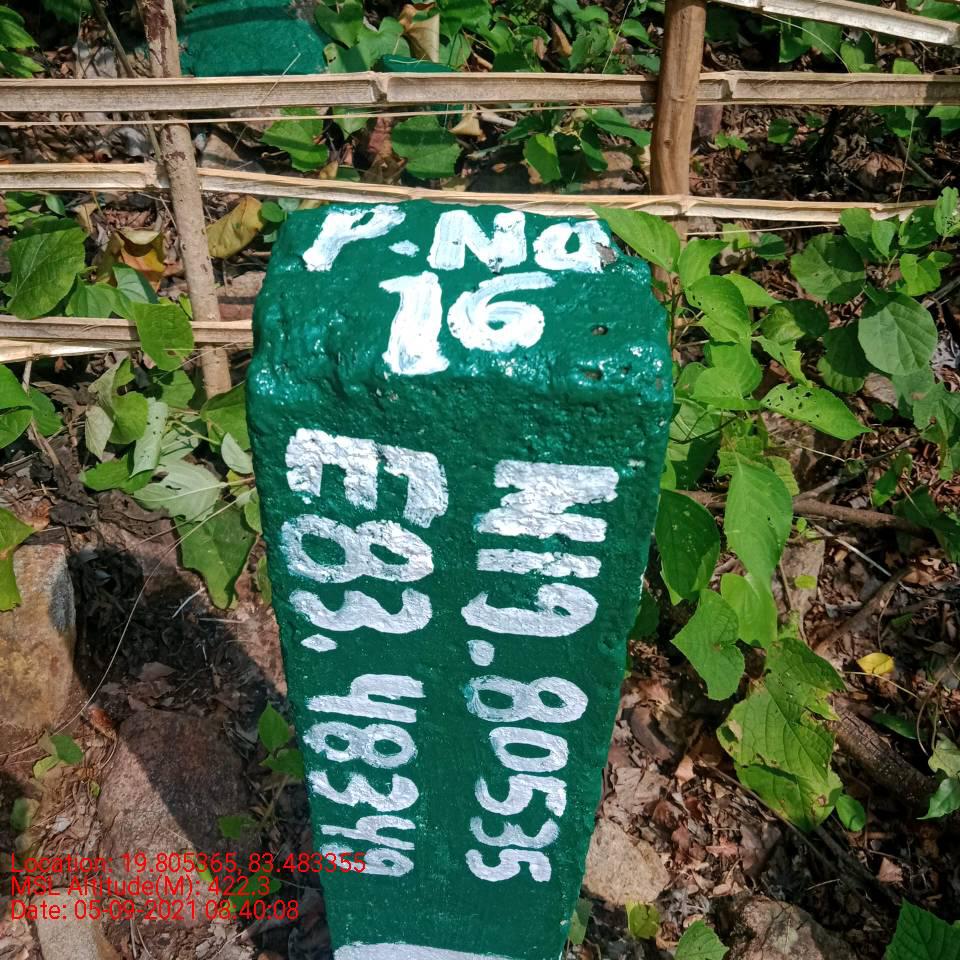 P.No
16
N19.80535
E83.48349
Location: 19.805365, 83.483355
MSL Altitude(M): 422.3
Date: 05-09-2021 08:40:08